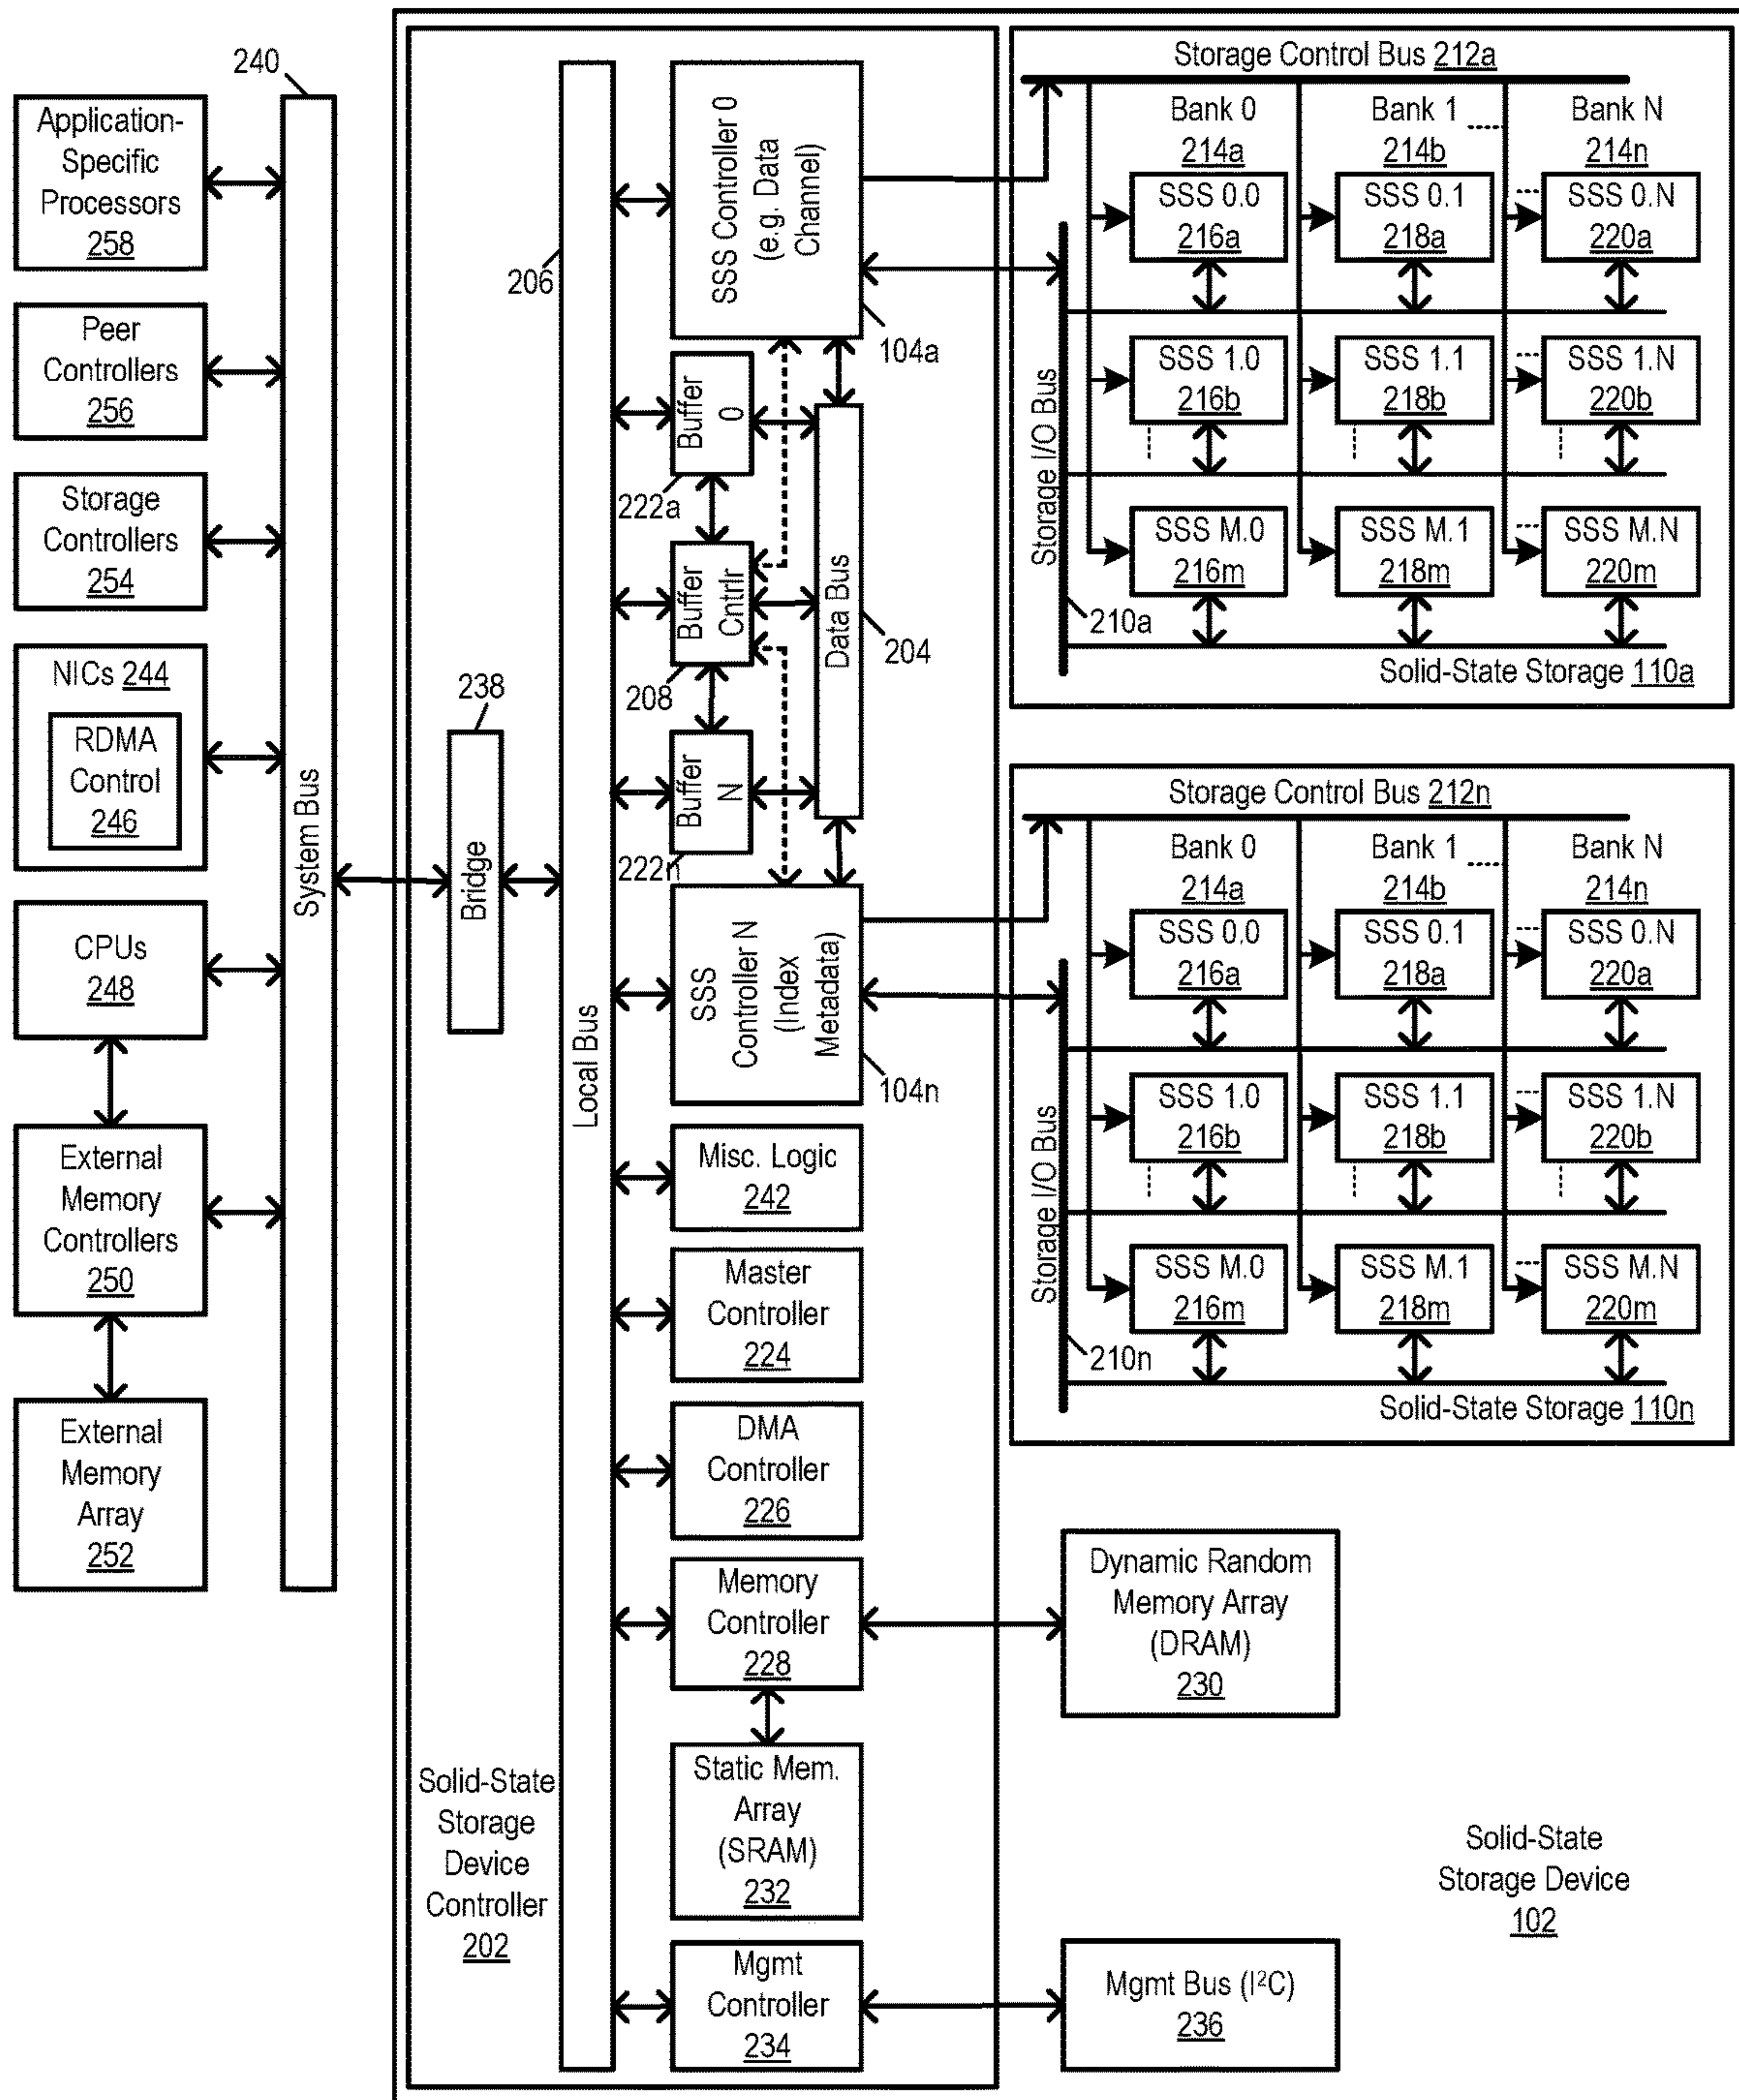 240
Application-
Specific
Processors
258
Peer
Controllers
256
Storage
Controllers
254
NICs 244
RDMA
Control
246
CPUs
248
External
Memory
Controllers
250
External
Memory
Array
252
System Bus
238
Bridge
206
Local Bus
Solid-State
Storage
Device
Controller
202
SSS Controller 0
(e.g. Data
Channel)
104a
Buffer
0
222a
Buffer
Cntrlr
208
Buffer
N
222n
Data Bus
204
SSS
Controller N
(Index
Metadata)
104n
Misc. Logic
242
Master
Controller
224
DMA
Controller
226
Memory
Controller
228
Static Mem.
Array
(SRAM)
232
Mgmt
Controller
234
Storage Control Bus 212a
Bank 0
214a
Bank 1
214b
Bank N
214n
SSS 0.0
216a
SSS 0.1
218a
SSS 0.N
220a
SSS 1.0
216b
SSS 1.1
218b
SSS 1.N
220b
SSS M.0
216m
SSS M.1
218m
SSS M.N
220m
Storage I/O Bus
210a
Solid-State Storage 110a
Storage Control Bus 212n
Bank 0
214a
Bank 1
214b
Bank N
214n
SSS 0.0
216a
SSS 0.1
218a
SSS 0.N
220a
SSS 1.0
216b
SSS 1.1
218b
SSS 1.N
220b
SSS M.0
216m
SSS M.1
218m
SSS M.N
220m
Storage I/O Bus
210n
Solid-State Storage 110n
Dynamic Random
Memory Array
(DRAM)
230
Mgmt Bus (I²C)
236
Solid-State
Storage Device
102